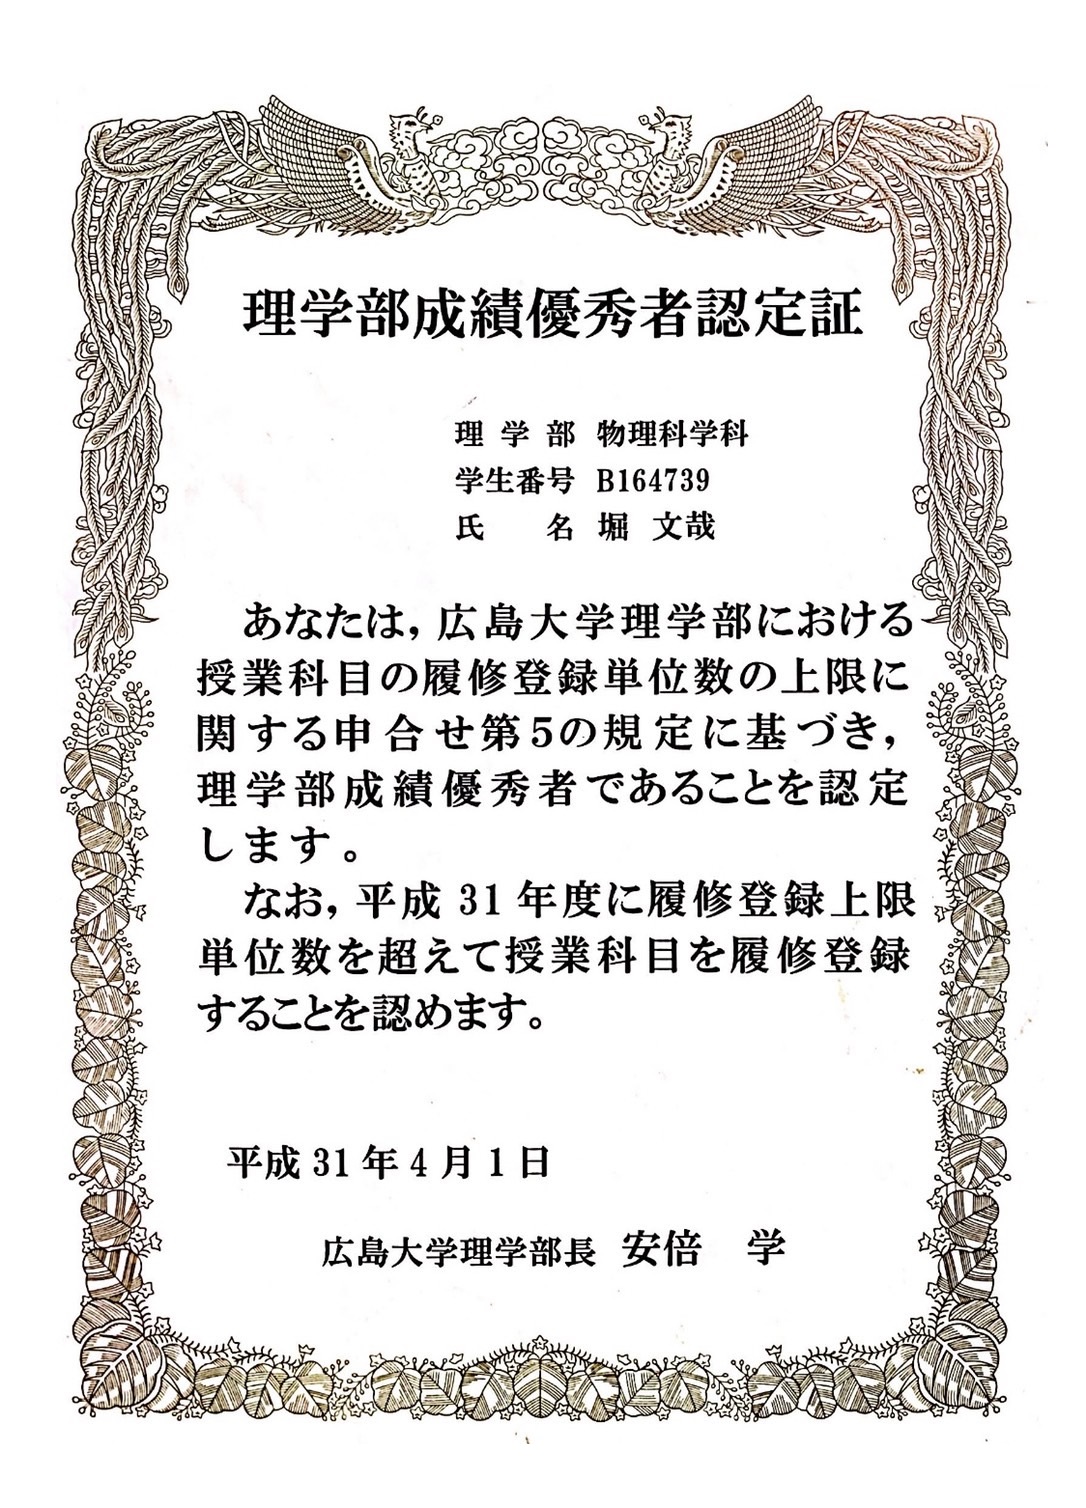 理学部成績優秀者認定証
理学部 物理科学科
学生番号 B164739
氏 名 堀 文哉
あなたは，広島大学理学部における
授業科目の履修登録単位数の上限に
関する申合せ第5の規定に基づき，
理学部成績優秀者であることを認定
します。
なお，平成 31 年度に履修登録上限
単位数を超えて授業科目を履修登録
することを認めます。
平成 31 年 4 月 1 日
広島大学理学部長 安倍 学